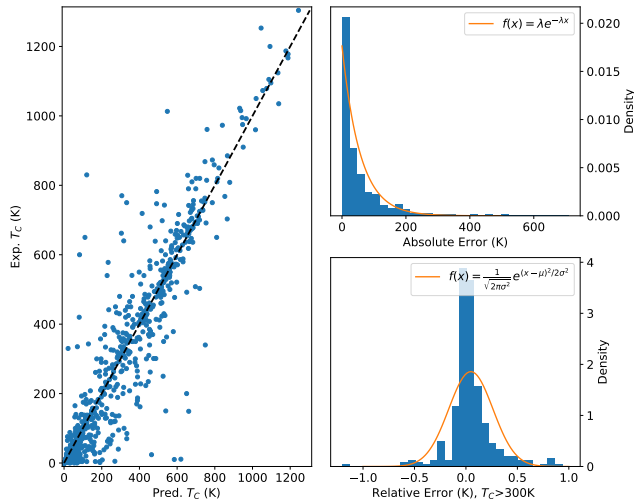 1200
1000
800
600
400
200
0
Exp. T_C (K)
0 200 400 600 800 1000 1200
Pred. T_C (K)
f(x) = λe^{-λx}
0.020
0.015
0.010
0.005
0.000
Density
0 200 400 600
Absolute Error (K)
f(x) = \frac{1}{\sqrt{2πσ^2}} e^{(x-μ)^2/2σ^2}
4
3
2
1
0
Density
−1.0 −0.5 0.0 0.5 1.0
Relative Error (K), T_C>300K